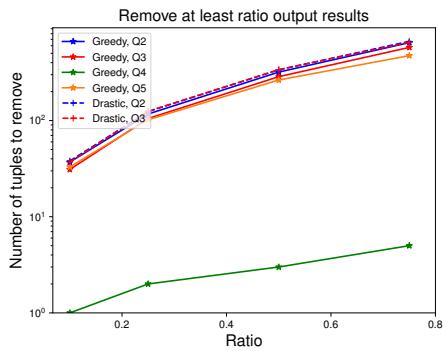 Remove at least ratio output results
Number of tuples to remove
10²
10¹
10⁰
Greedy, Q2
Greedy, Q3
Greedy, Q4
Greedy, Q5
Drastic, Q2
Drastic, Q3
0.2 0.4 0.6 0.8
Ratio